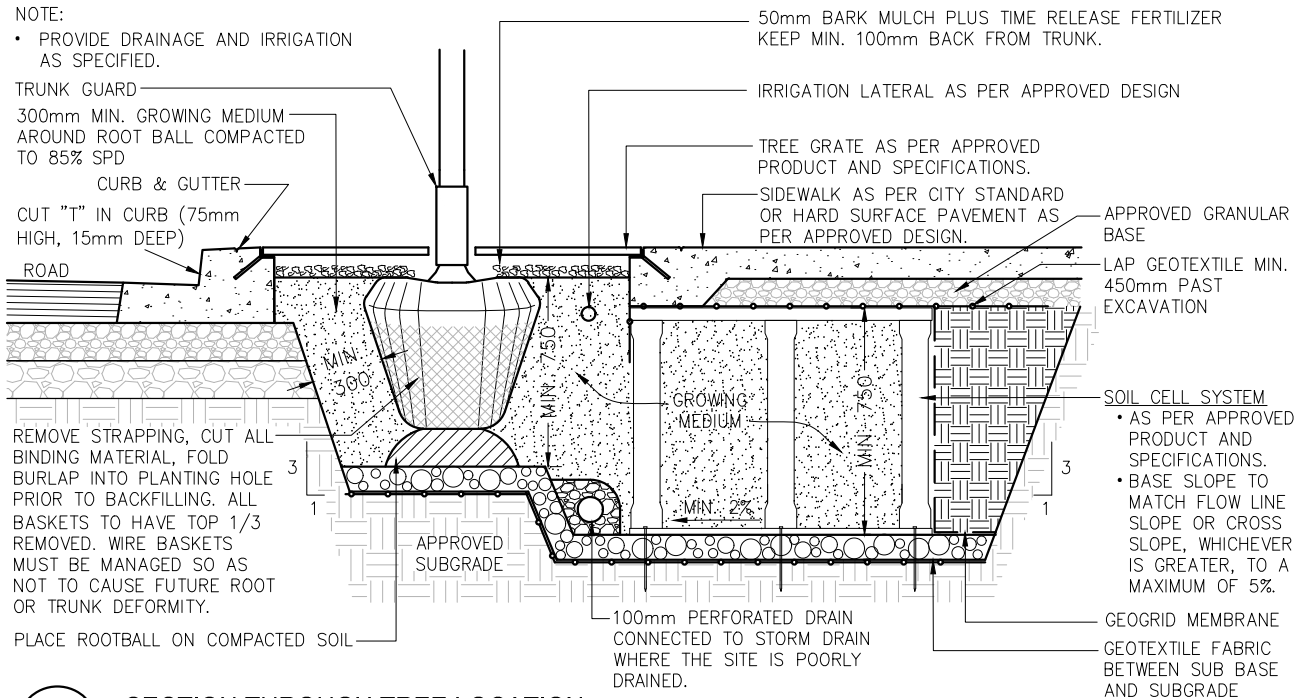 NOTE:
• PROVIDE DRAINAGE AND IRRIGATION
AS SPECIFIED.
TRUNK GUARD
300mm MIN. GROWING MEDIUM
AROUND ROOT BALL COMPACTED
TO 85% SPD
CURB & GUTTER
CUT "T" IN CURB (75mm
HIGH, 15mm DEEP)
ROAD
50mm BARK MULCH PLUS TIME RELEASE FERTILIZER
KEEP MIN. 100mm BACK FROM TRUNK.
IRRIGATION LATERAL AS PER APPROVED DESIGN
TREE GRATE AS PER APPROVED
PRODUCT AND SPECIFICATIONS.
SIDEWALK AS PER CITY STANDARD
OR HARD SURFACE PAVEMENT AS
PER APPROVED DESIGN.
APPROVED GRANULAR
BASE
LAP GEOTEXTILE MIN.
450mm PAST
EXCAVATION
MIN
300
MIN 750
GROWING
MEDIUM
MIN 750
MIN. 2%
REMOVE STRAPPING, CUT ALL
BINDING MATERIAL, FOLD
BURLAP INTO PLANTING HOLE
PRIOR TO BACKFILLING. ALL
BASKETS TO HAVE TOP 1/3
REMOVED. WIRE BASKETS
MUST BE MANAGED SO AS
NOT TO CAUSE FUTURE ROOT
OR TRUNK DEFORMITY.
3
1
APPROVED
SUBGRADE
3
1
SOIL CELL SYSTEM
• AS PER APPROVED
PRODUCT AND
SPECIFICATIONS.
• BASE SLOPE TO
MATCH FLOW LINE
SLOPE OR CROSS
SLOPE, WHICHEVER
IS GREATER, TO A
MAXIMUM OF 5%.
PLACE ROOTBALL ON COMPACTED SOIL
100mm PERFORATED DRAIN
CONNECTED TO STORM DRAIN
WHERE THE SITE IS POORLY
DRAINED.
GEOGRID MEMBRANE
GEOTEXTILE FABRIC
BETWEEN SUB BASE
AND SUBGRADE
SECTION THROUGH TREE LOCATION